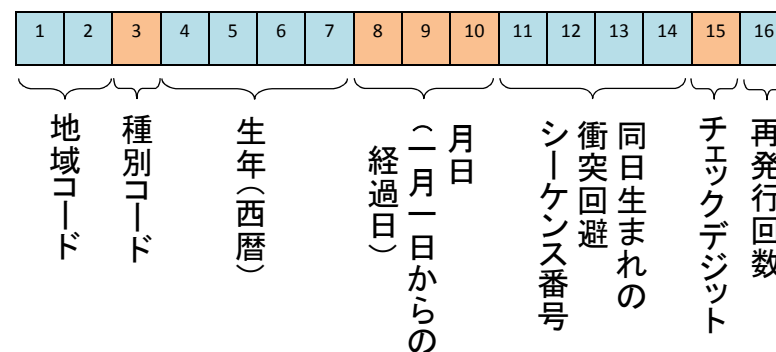 1 2 3 4 5 6 7 8 9 10 11 12 13 14 15 16
地域コード
種別コード
生年（西暦）
月日
（一月一日からの
経過日）
同日生まれの
衝突回避
シーケンス番号
チェックデジット
再発行回数